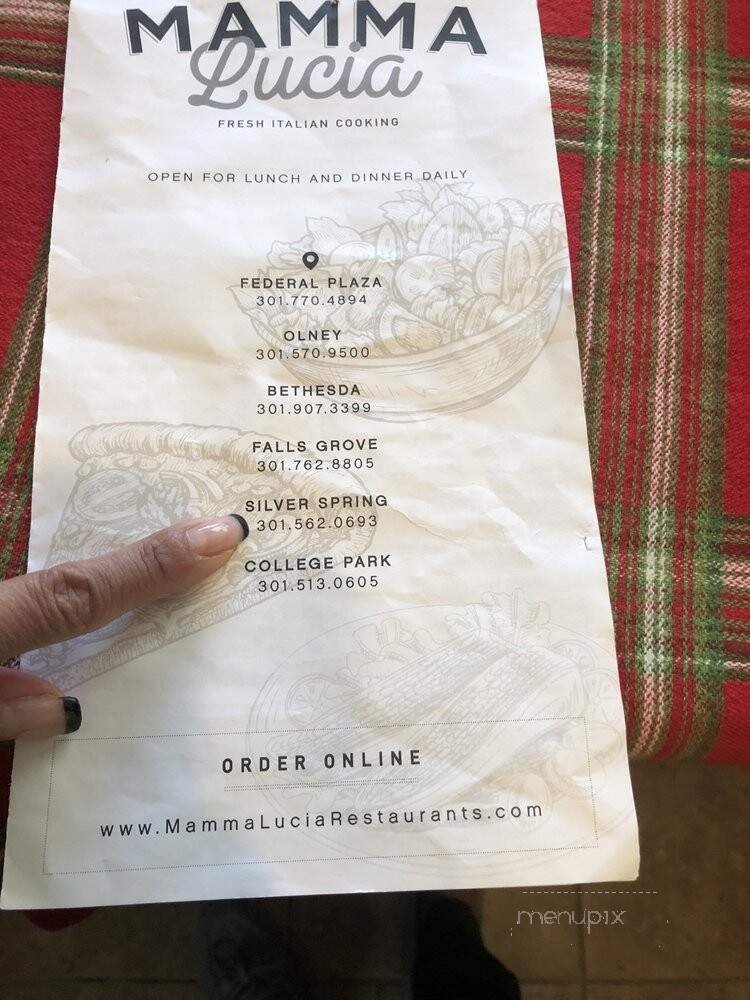 MAMMA
Lucia
FRESH ITALIAN COOKING
OPEN FOR LUNCH AND DINNER DAILY
FEDERAL PLAZA
301.770.4894
OLNEY
301.570.9500
BETHESDA
301.907.3399
FALLS GROVE
301.762.8805
SILVER SPRING
301.562.0693
COLLEGE PARK
301.513.0605
ORDER ONLINE
www.MammaLuciaRestaurants.com
menupix